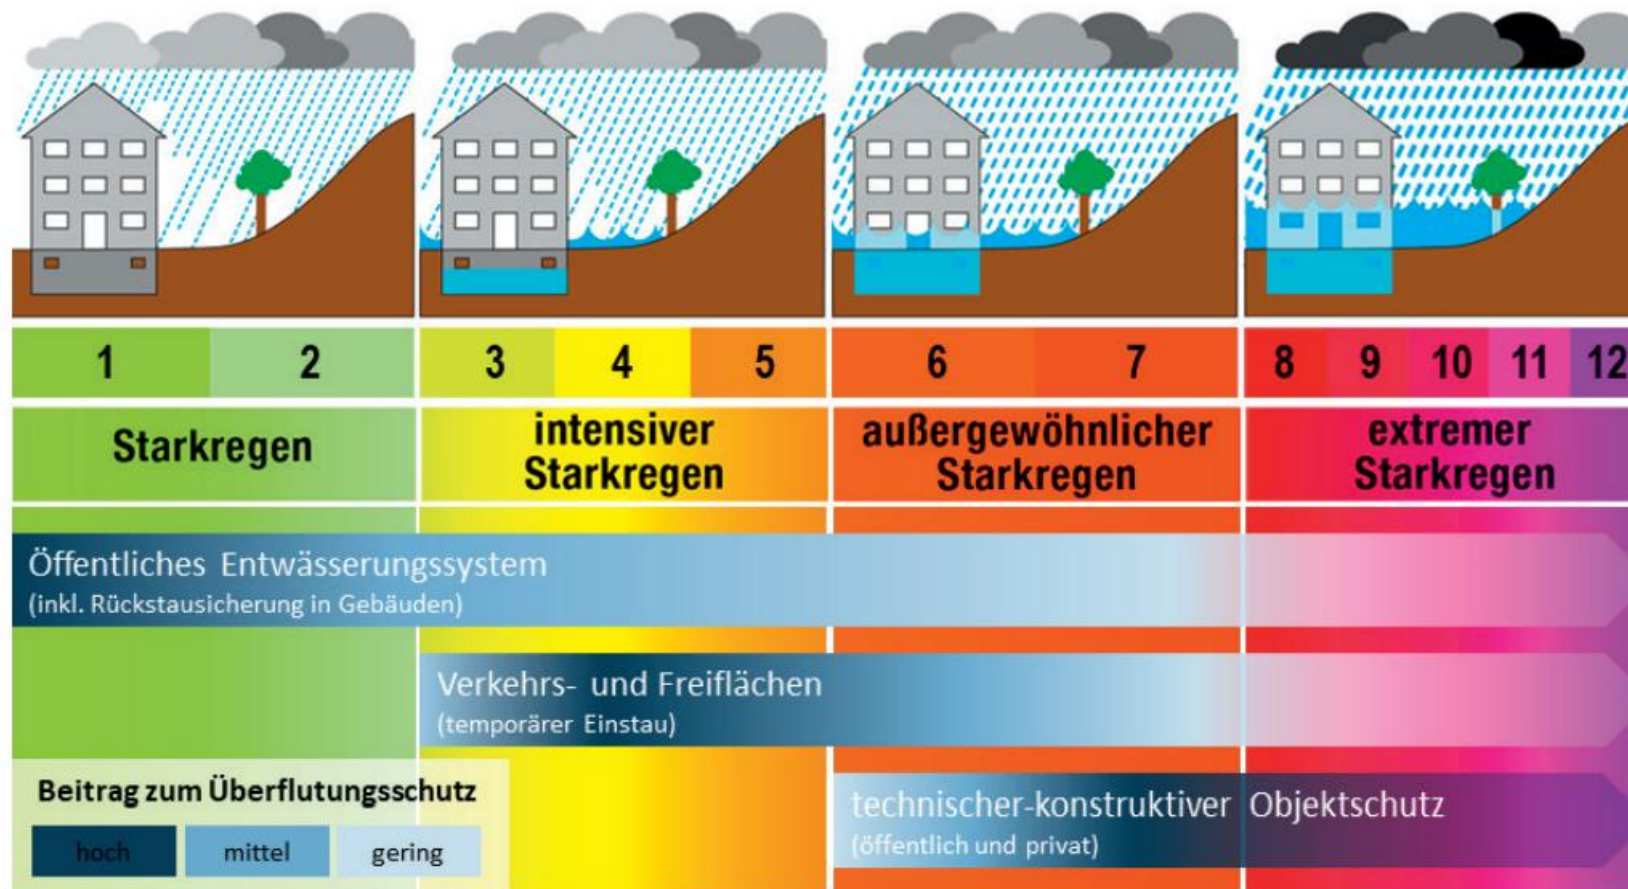 1 2 3 4 5 6 7 8 9 10 11 12
Starkregen
intensiver
Starkregen
außergewöhnlicher
Starkregen
extremer
Starkregen
Öffentliches Entwässerungssystem
(inkl. Rückstausicherung in Gebäuden)
Verkehrs- und Freiflächen
(temporärer Einstau)
technischer-konstruktiver Objektschutz
(öffentlich und privat)
Beitrag zum Überflutungsschutz
hoch mittel gering